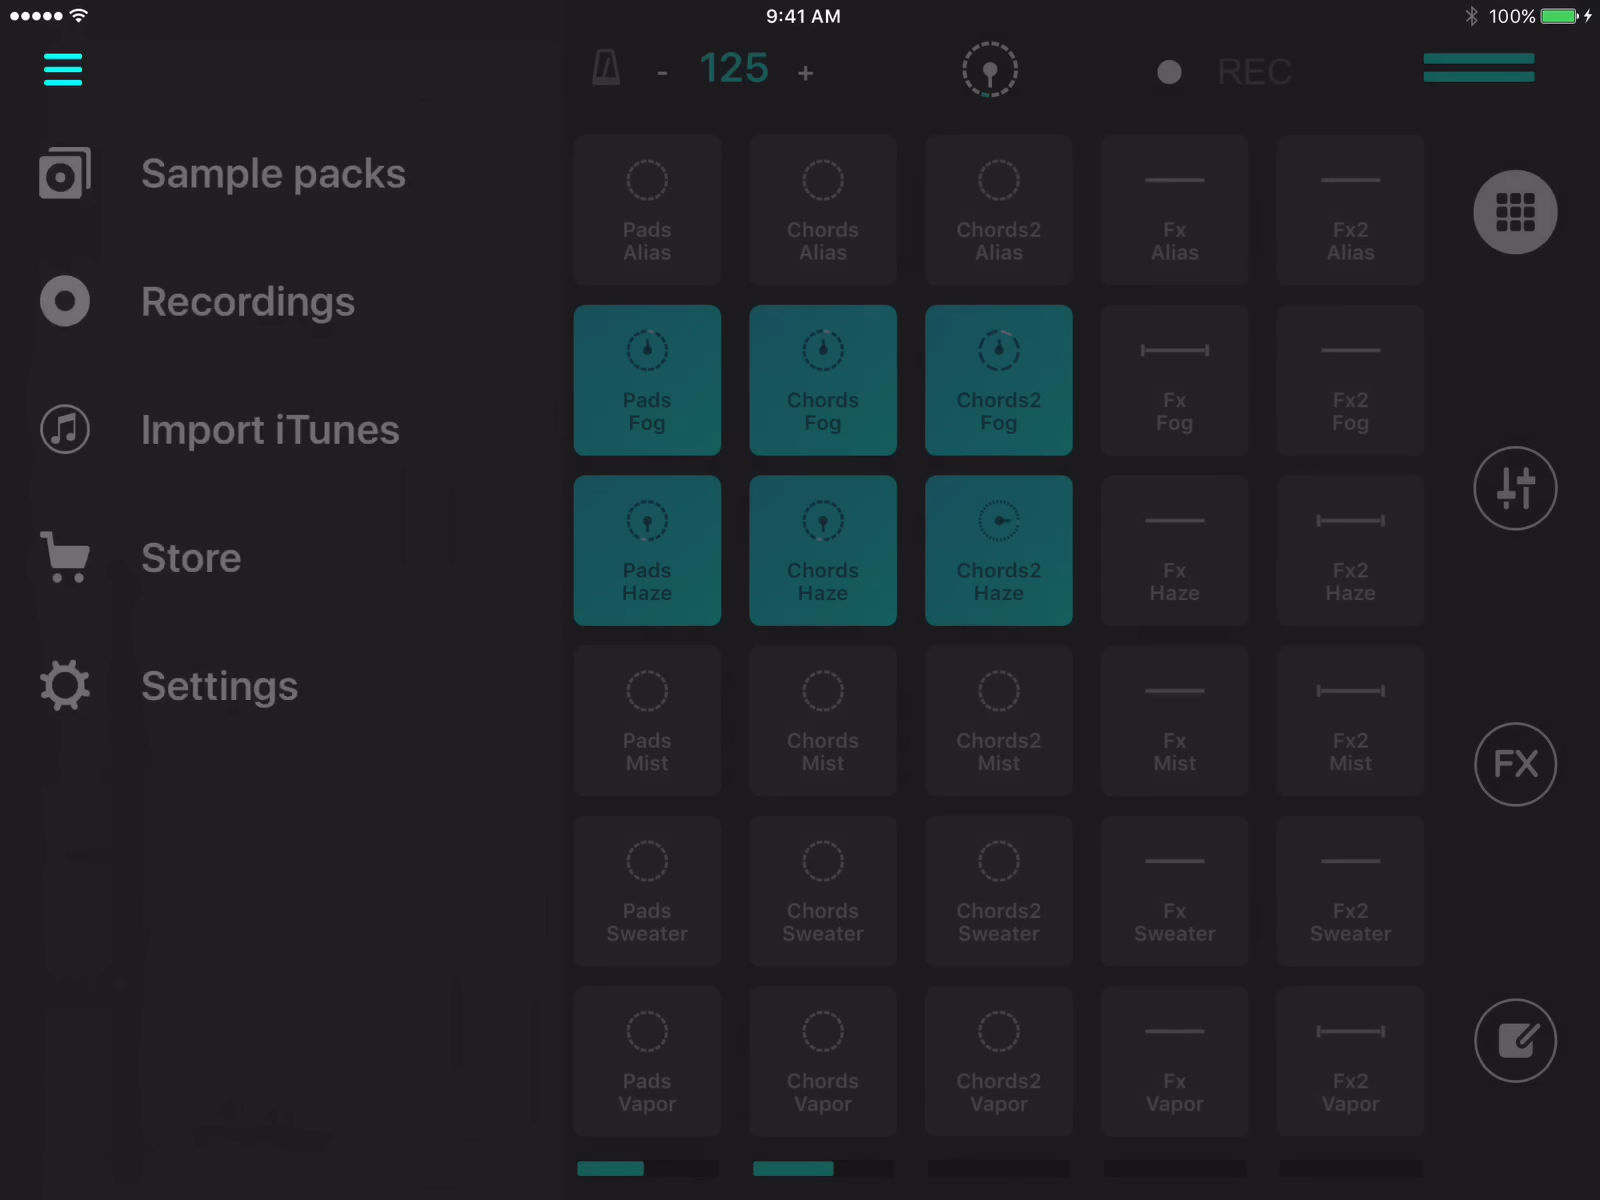 9:41 AM
100%
- 125 +
REC
Sample packs
Recordings
Import iTunes
Store
Settings
Pads
Alias
Chords
Alias
Chords2
Alias
Fx
Alias
Fx2
Alias
Pads
Fog
Chords
Fog
Chords2
Fog
Fx
Fog
Fx2
Fog
Pads
Haze
Chords
Haze
Chords2
Haze
Fx
Haze
Fx2
Haze
Pads
Mist
Chords
Mist
Chords2
Mist
Fx
Mist
Fx2
Mist
Pads
Sweater
Chords
Sweater
Chords2
Sweater
Fx
Sweater
Fx2
Sweater
Pads
Vapor
Chords
Vapor
Chords2
Vapor
Fx
Vapor
Fx2
Vapor
FX